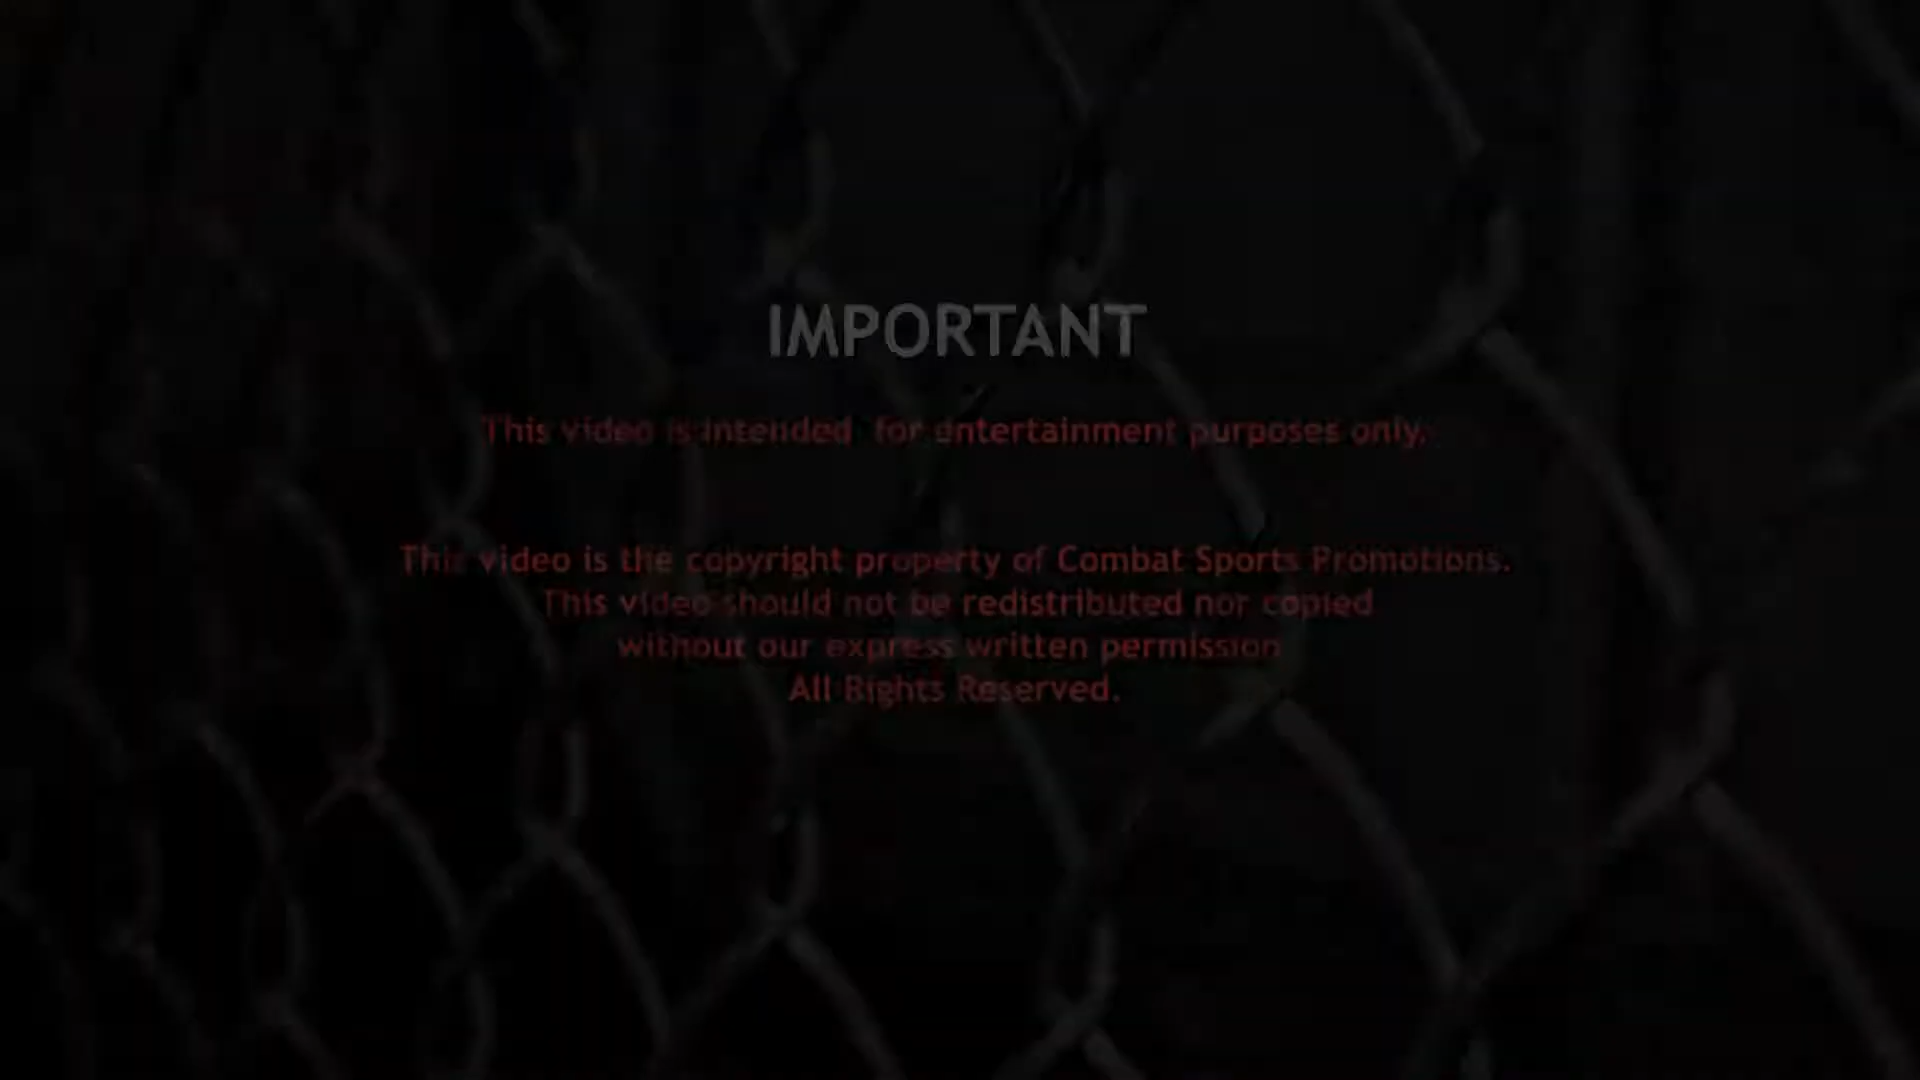 IMPORTANT
This video is intended for entertainment purposes only.
This video is the copyright property of Combat Sports Promotions.
This video should not be redistributed nor copied
without our express written permission
All Rights Reserved.